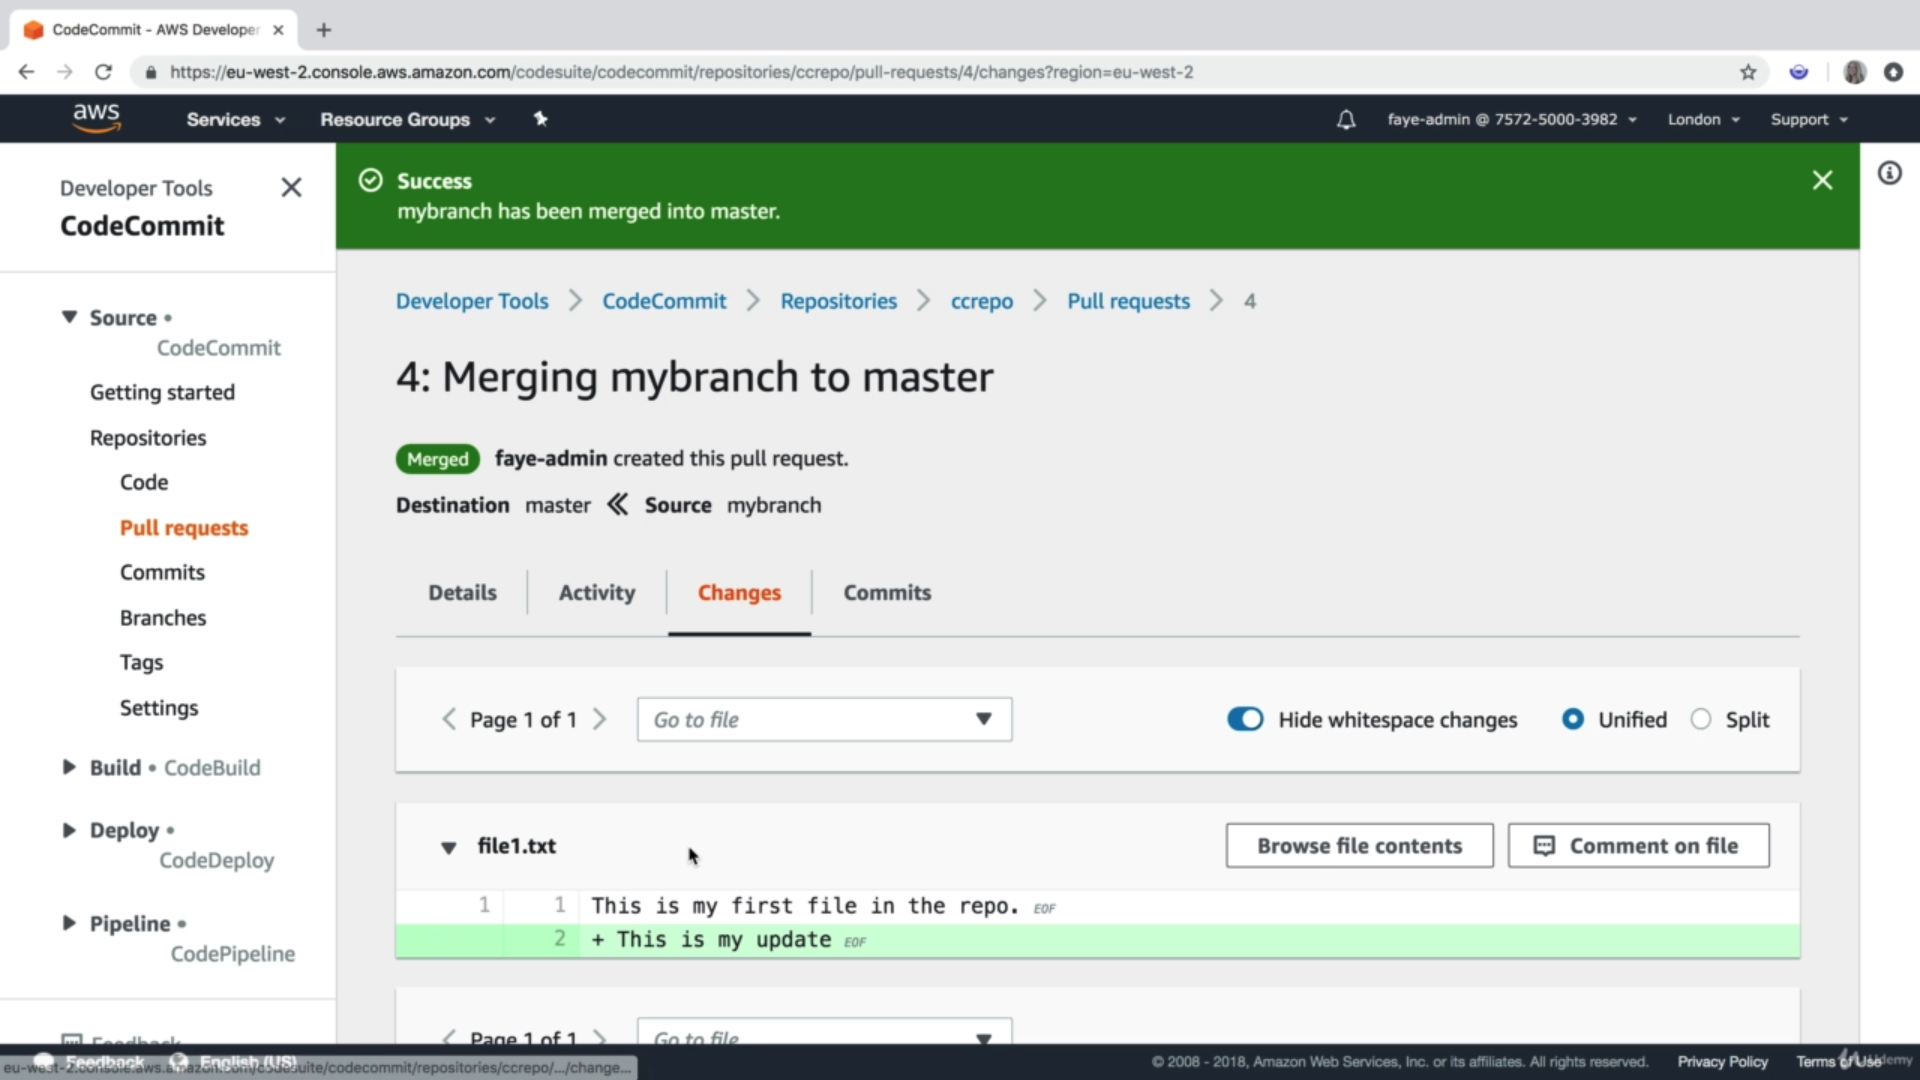 CodeCommit - AWS Developer
https://eu-west-2.console.aws.amazon.com/codesuite/codecommit/repositories/ccrepo/pull-requests/4/changes?region=eu-west-2
aws Services Resource Groups faye-admin @ 7572-5000-3982 London Support
Developer Tools
CodeCommit
Source •
CodeCommit
Getting started
Repositories
Code
Pull requests
Commits
Branches
Tags
Settings
Build • CodeBuild
Deploy •
CodeDeploy
Pipeline •
CodePipeline
Feedback
Success
mybranch has been merged into master.
Developer Tools > CodeCommit > Repositories > ccrepo > Pull requests > 4
4: Merging mybranch to master
Merged faye-admin created this pull request.
Destination master « Source mybranch
Details Activity Changes Commits
Page 1 of 1 Go to file Hide whitespace changes Unified Split
file1.txt Browse file contents Comment on file
1 1 This is my first file in the repo. EOF
2 + This is my update EOF
Page 1 of 1 Go to file
Feedback English (US) © 2008 - 2018, Amazon Web Services, Inc. or its affiliates. All rights reserved. Privacy Policy Terms of Use
eu-west-2.console.aws.amazon.com/codesuite/codecommit/repositories/ccrepo/.../change...